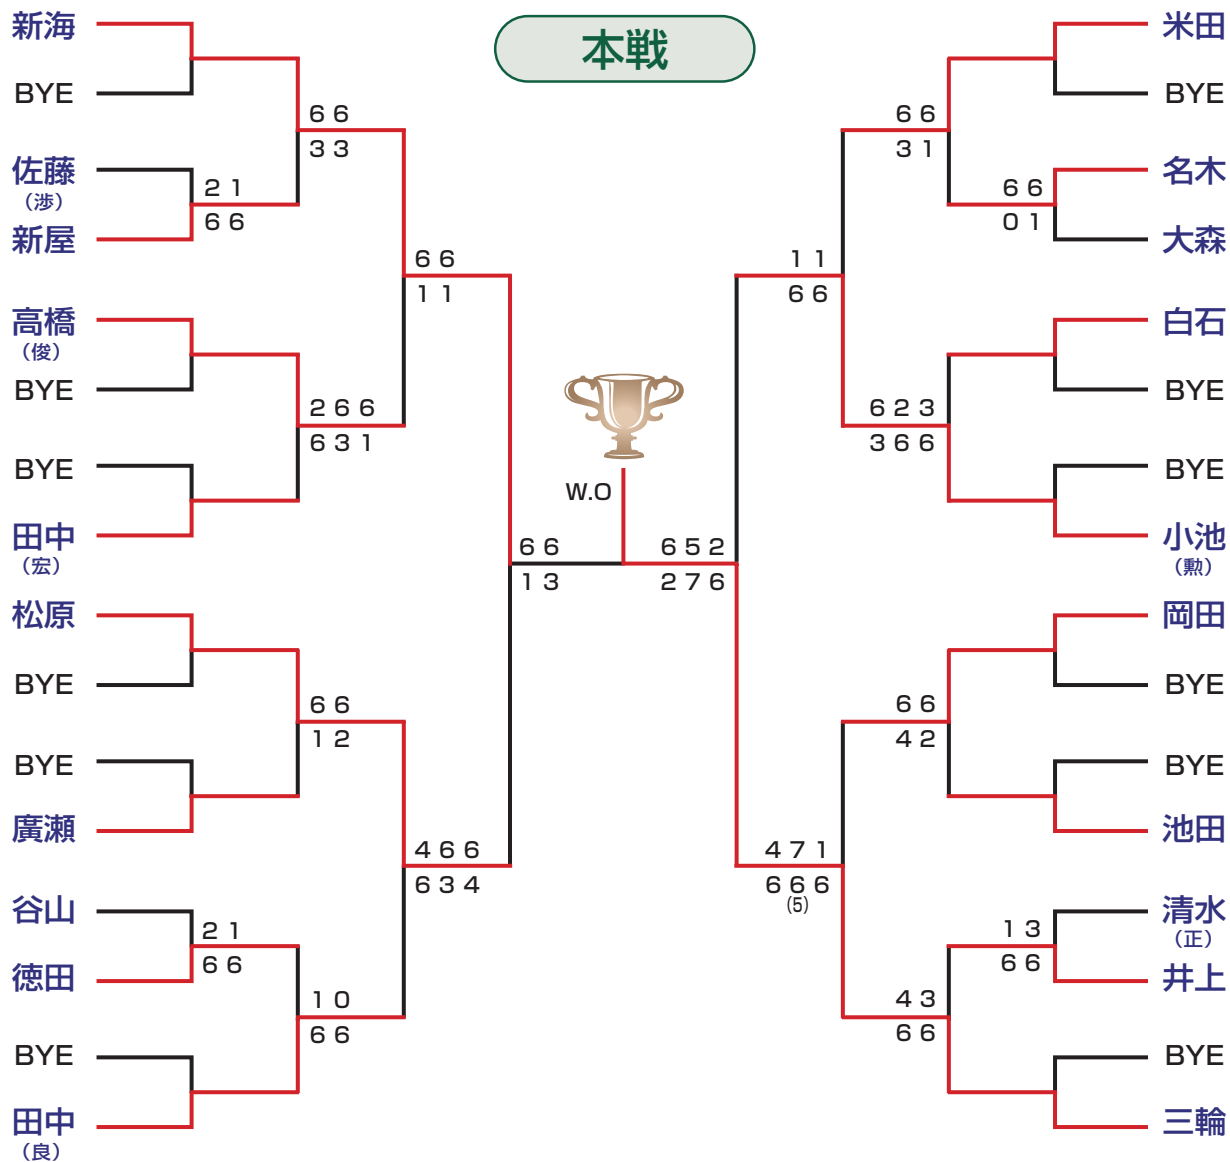 本戦
新海
BYE
6 6
3 3
佐藤
（渉）
2 1
6 6
新屋
6 6
1 1
高橋
（俊）
BYE
2 6 6
6 3 1
BYE
田中
（宏）
6 6
1 3
松原
BYE
6 6
1 2
BYE
廣瀬
4 6 6
6 3 4
谷山
2 1
6 6
徳田
1 0
6 6
BYE
田中
（良）
W.O
米田
BYE
6 6
3 1
名木
6 6
0 1
大森
1 1
6 6
白石
BYE
6 2 3
3 6 6
BYE
小池
（勲）
6 5 2
2 7 6
岡田
BYE
6 6
4 2
BYE
池田
4 7 1
6 6 6
(5)
清水
（正）
1 3
6 6
井上
4 3
6 6
BYE
三輪